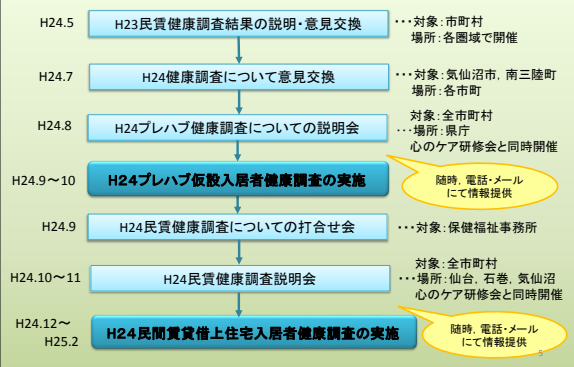 H24.5
H23民賃健康調査結果の説明・意見交換
･･･対象：市町村
場所：各圏域で開催
H24.7
H24健康調査について意見交換
･･･対象：気仙沼市，南三陸町
場所：各市町
H24.8
H24プレハブ健康調査についての説明会
対象：全市町村
･･･場所：県庁
心のケア研修会と同時開催
H24.9～10
H24プレハブ仮設入居者健康調査の実施
随時，電話・メール
にて情報提供
H24.9
H24民賃健康調査についての打合せ会
･･･対象：保健福祉事務所
H24.10～11
H24民賃健康調査説明会
対象：全市町村
･･･場所：仙台，石巻，気仙沼
心のケア研修会と同時開催
H24.12～
H25.2
H24民間賃貸借上住宅入居者健康調査の実施
随時，電話・メール
にて情報提供
5